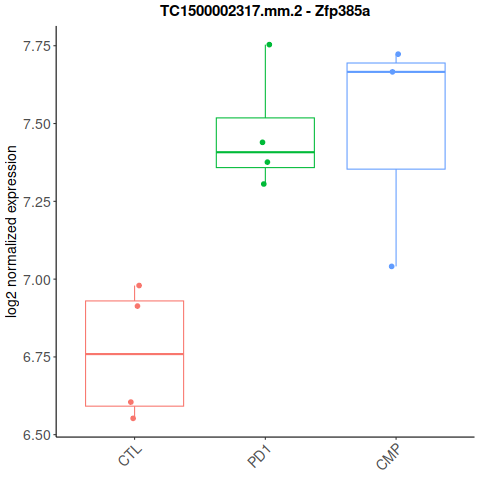 TC1500002317.mm.2 - Zfp385a
log2 normalized expression
7.75
7.50
7.25
7.00
6.75
6.50
CTL
PD1
CMP